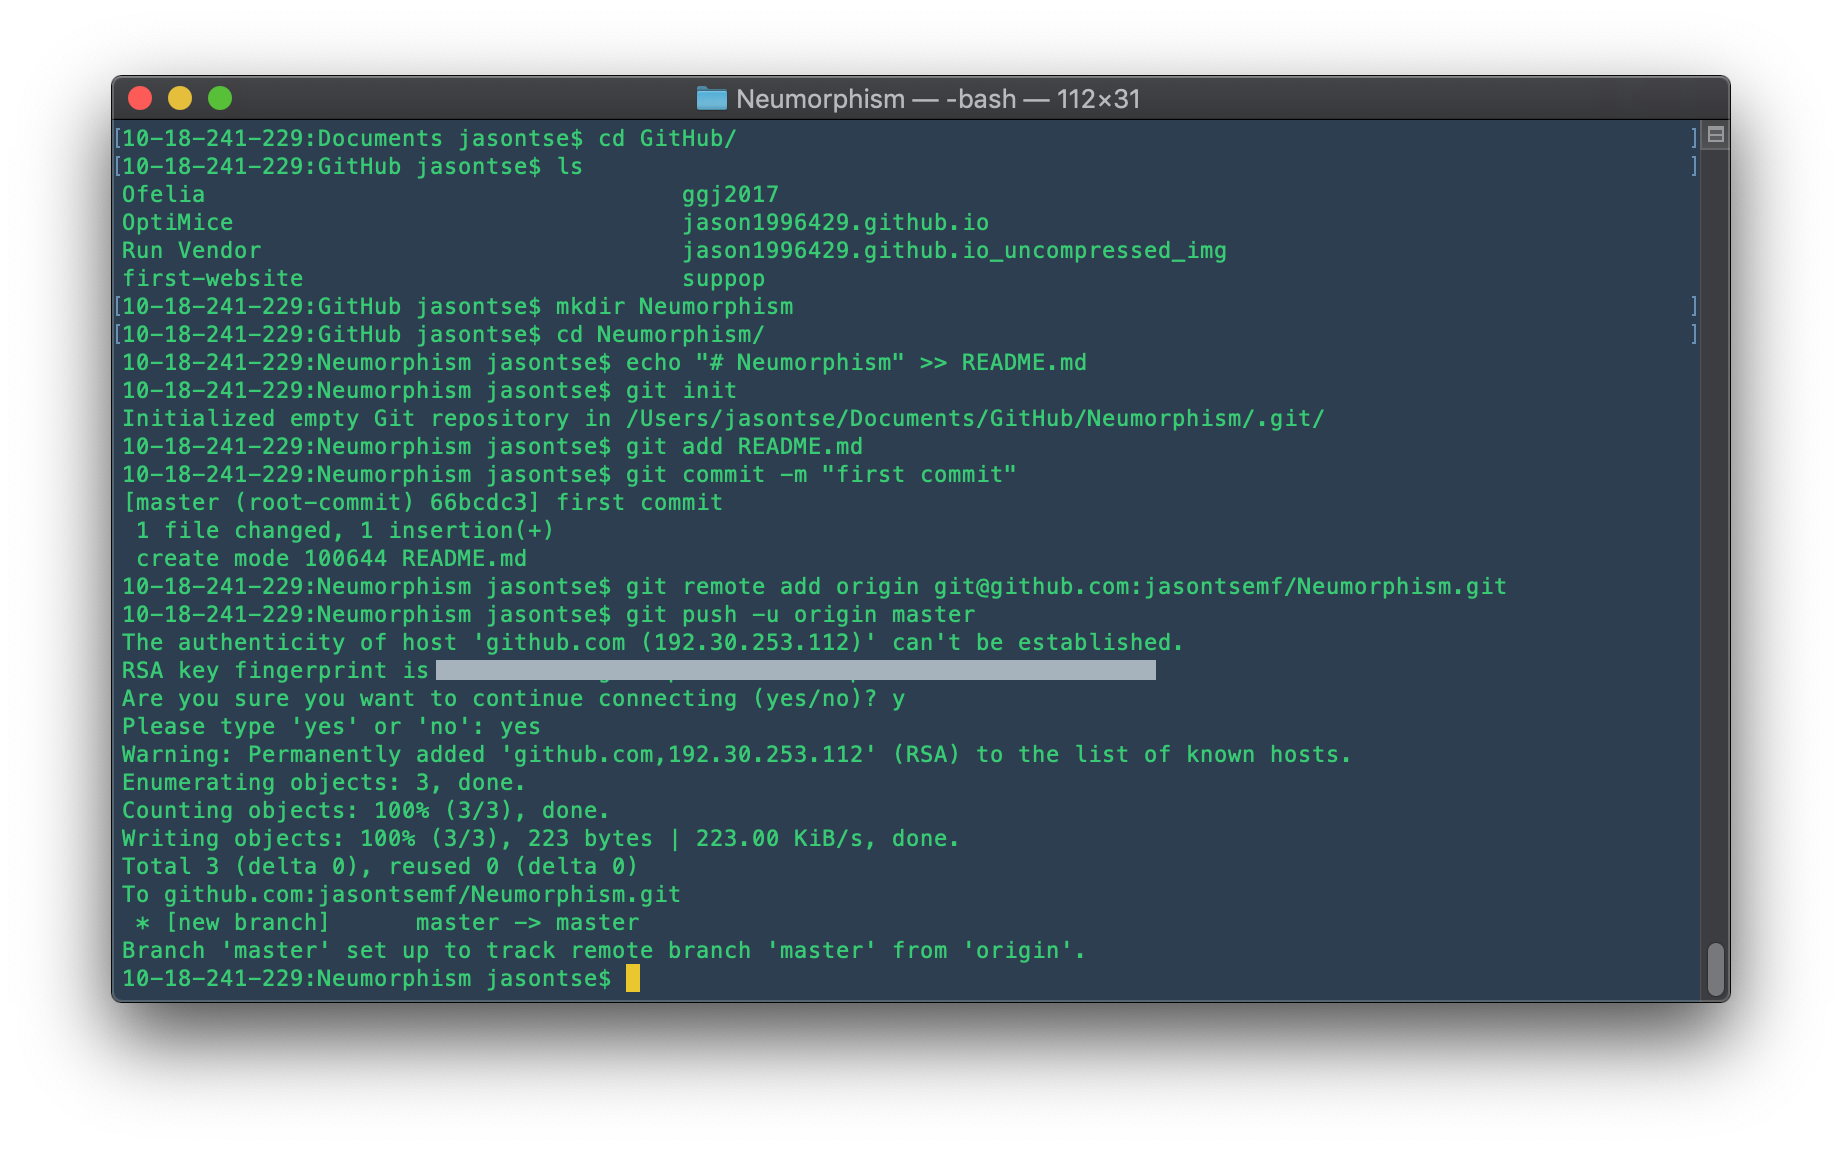 Neumorphism — -bash — 112×31
[10-18-241-229:Documents jasontse$ cd GitHub/ ]
[10-18-241-229:GitHub jasontse$ ls ]
Ofelia ggj2017
OptiMice jason1996429.github.io
Run Vendor jason1996429.github.io_uncompressed_img
first-website suppop
[10-18-241-229:GitHub jasontse$ mkdir Neumorphism ]
[10-18-241-229:GitHub jasontse$ cd Neumorphism/ ]
10-18-241-229:Neumorphism jasontse$ echo "# Neumorphism" >> README.md
10-18-241-229:Neumorphism jasontse$ git init
Initialized empty Git repository in /Users/jasontse/Documents/GitHub/Neumorphism/.git/
10-18-241-229:Neumorphism jasontse$ git add README.md
10-18-241-229:Neumorphism jasontse$ git commit -m "first commit"
[master (root-commit) 66bcdc3] first commit
 1 file changed, 1 insertion(+)
 create mode 100644 README.md
10-18-241-229:Neumorphism jasontse$ git remote add origin git@github.com:jasontsemf/Neumorphism.git
10-18-241-229:Neumorphism jasontse$ git push -u origin master
The authenticity of host 'github.com (192.30.253.112)' can't be established.
RSA key fingerprint is
Are you sure you want to continue connecting (yes/no)? y
Please type 'yes' or 'no': yes
Warning: Permanently added 'github.com,192.30.253.112' (RSA) to the list of known hosts.
Enumerating objects: 3, done.
Counting objects: 100% (3/3), done.
Writing objects: 100% (3/3), 223 bytes | 223.00 KiB/s, done.
Total 3 (delta 0), reused 0 (delta 0)
To github.com:jasontsemf/Neumorphism.git
 * [new branch] master -> master
Branch 'master' set up to track remote branch 'master' from 'origin'.
10-18-241-229:Neumorphism jasontse$